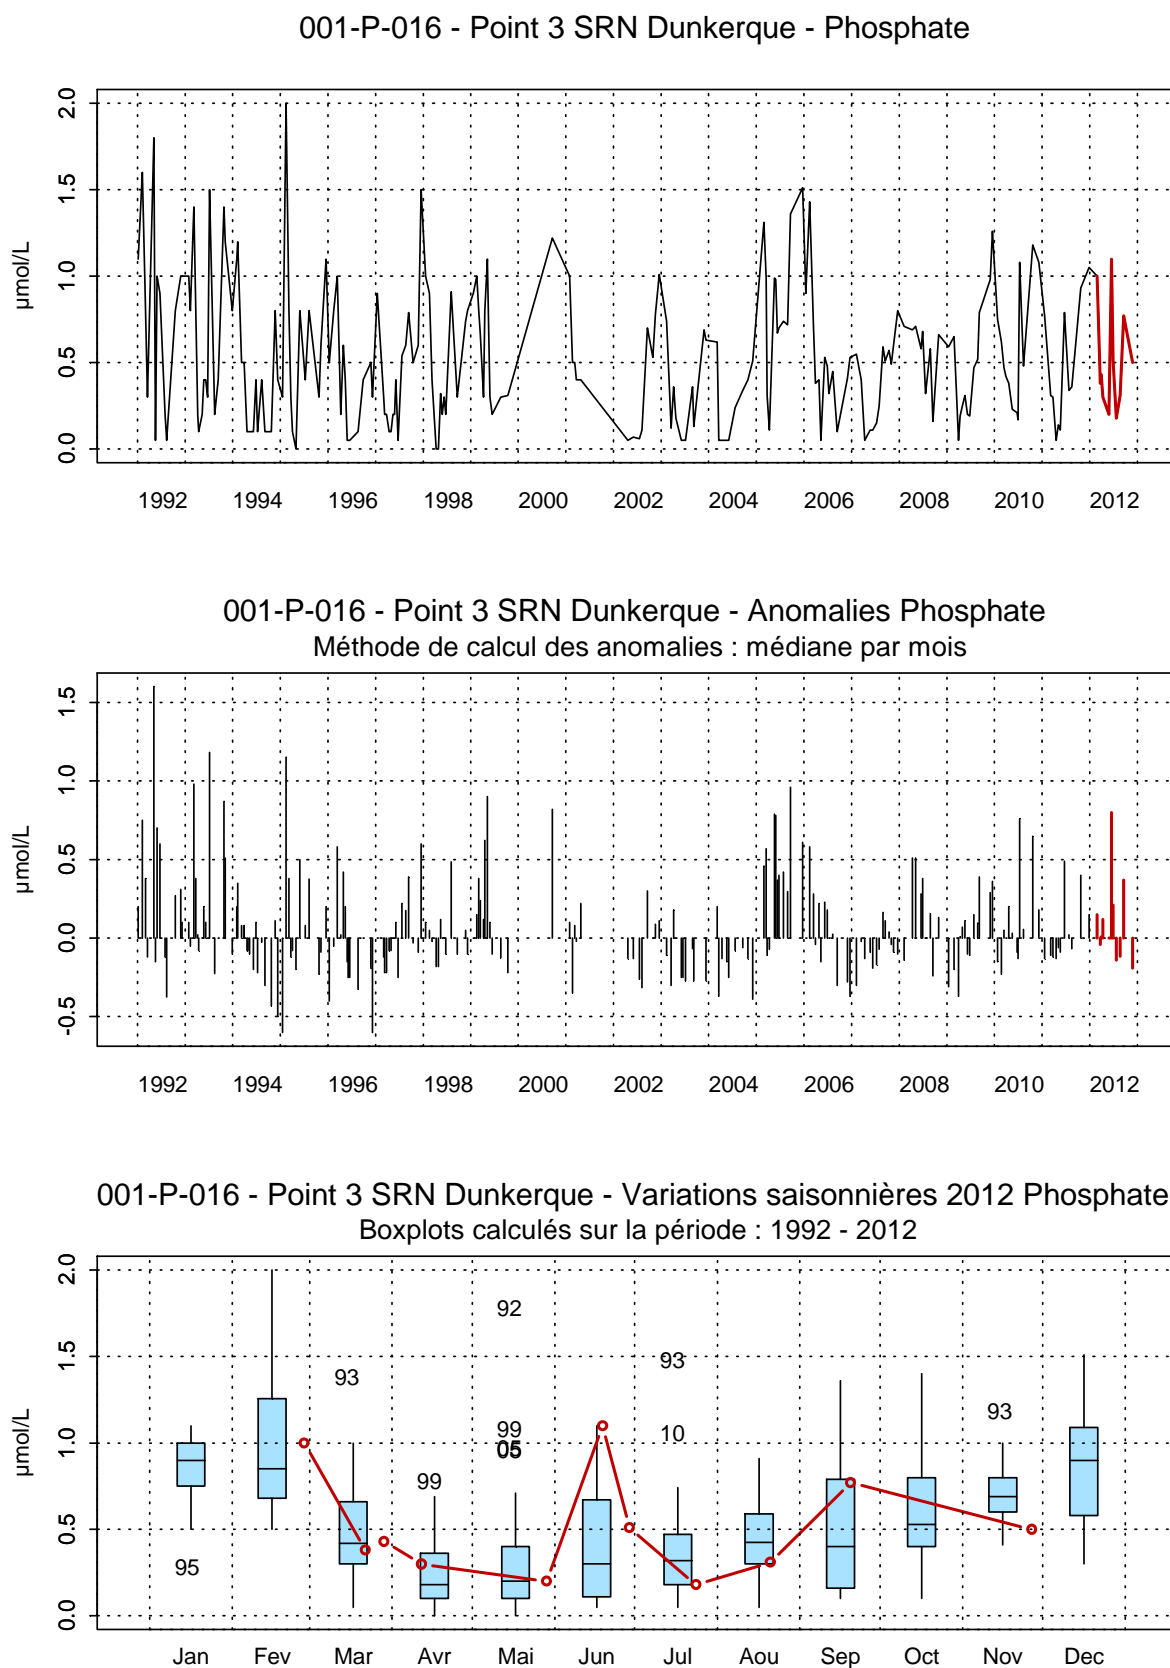 001-P-016 - Point 3 SRN Dunkerque - Phosphate
2.0
1.5
1.0
0.5
0.0
µmol/L
1992 1994 1996 1998 2000 2002 2004 2006 2008 2010 2012
001-P-016 - Point 3 SRN Dunkerque - Anomalies Phosphate
Méthode de calcul des anomalies : médiane par mois
1.5
1.0
0.5
0.0
-0.5
µmol/L
1992 1994 1996 1998 2000 2002 2004 2006 2008 2010 2012
001-P-016 - Point 3 SRN Dunkerque - Variations saisonnières 2012 Phosphate
Boxplots calculés sur la période : 1992 - 2012
2.0
1.5
1.0
0.5
0.0
µmol/L
92
93 93
99 10 93
05
99
95
Jan Fev Mar Avr Mai Jun Jul Aou Sep Oct Nov Dec